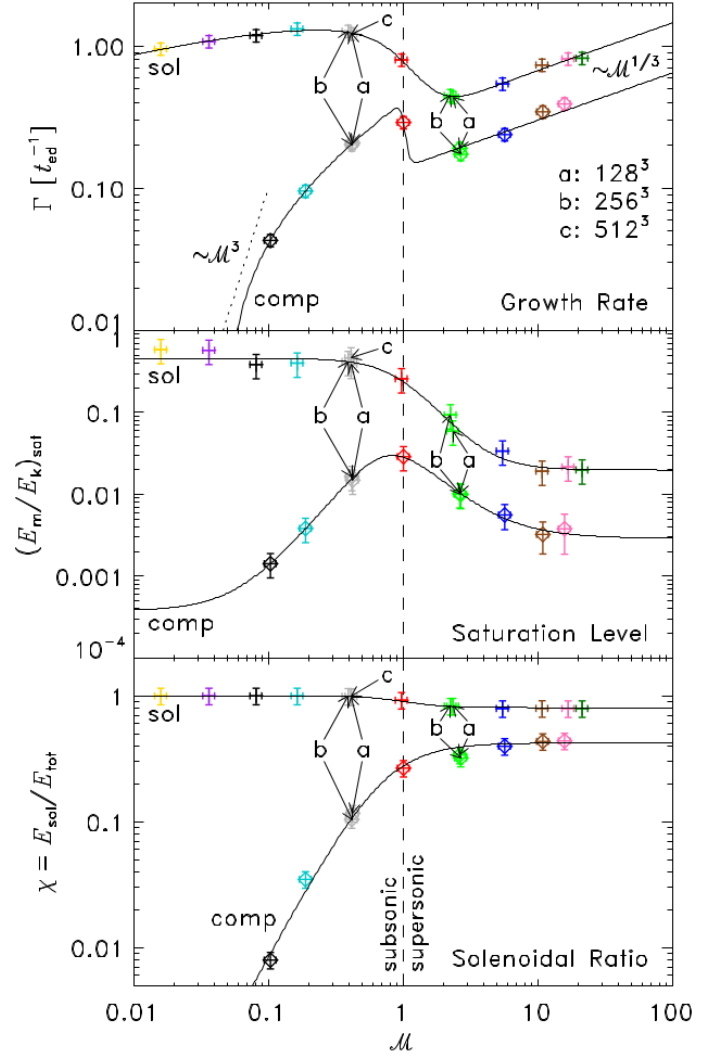 1.00
0.10
0.01
Γ [t_ed^-1]
sol
c
b
a
b
a
~ℳ^1/3
a: 128³
b: 256³
c: 512³
~ℳ³
comp
Growth Rate
1
0.1
0.01
0.001
10^-4
(E_m/E_k)_sat
sol
c
b
a
b
a
comp
Saturation Level
1
0.1
0.01
χ = E_sol/E_tot
sol
c
b
a
b
a
comp
subsonic
supersonic
Solenoidal Ratio
0.01
0.1
1
10
100
ℳ